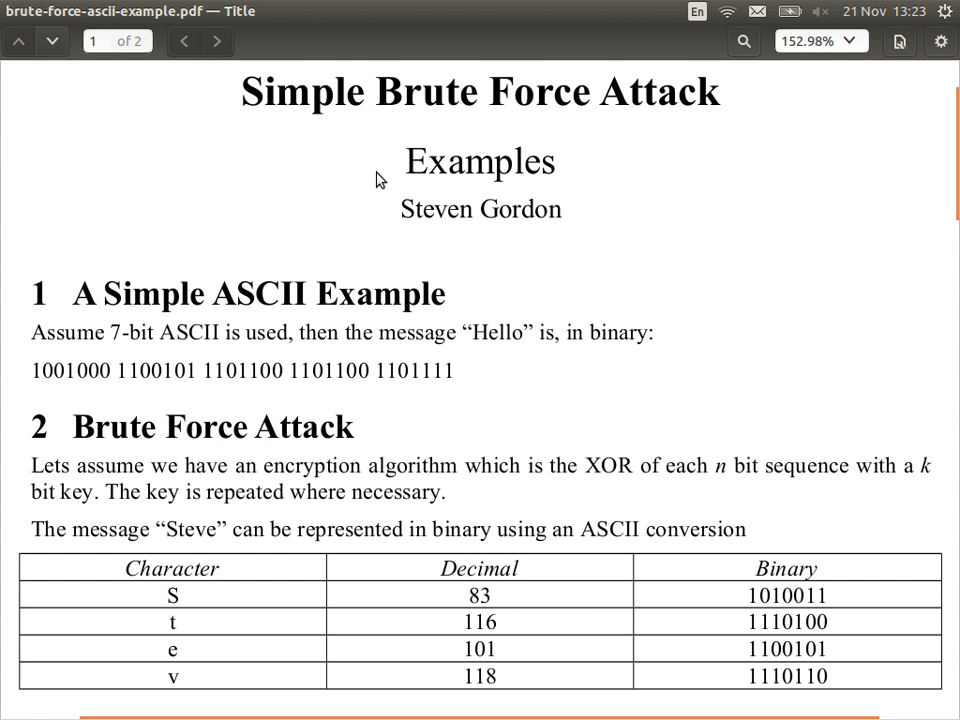 brute-force-ascii-example.pdf — Title
En
21 Nov 13:23
1 of 2
152.98%
Simple Brute Force Attack
Examples
Steven Gordon
1 A Simple ASCII Example
Assume 7-bit ASCII is used, then the message “Hello” is, in binary:
1001000 1100101 1101100 1101100 1101111
2 Brute Force Attack
Lets assume we have an encryption algorithm which is the XOR of each n bit sequence with a k
bit key. The key is repeated where necessary.
The message “Steve” can be represented in binary using an ASCII conversion
Character Decimal Binary
S 83 1010011
t 116 1110100
e 101 1100101
v 118 1110110